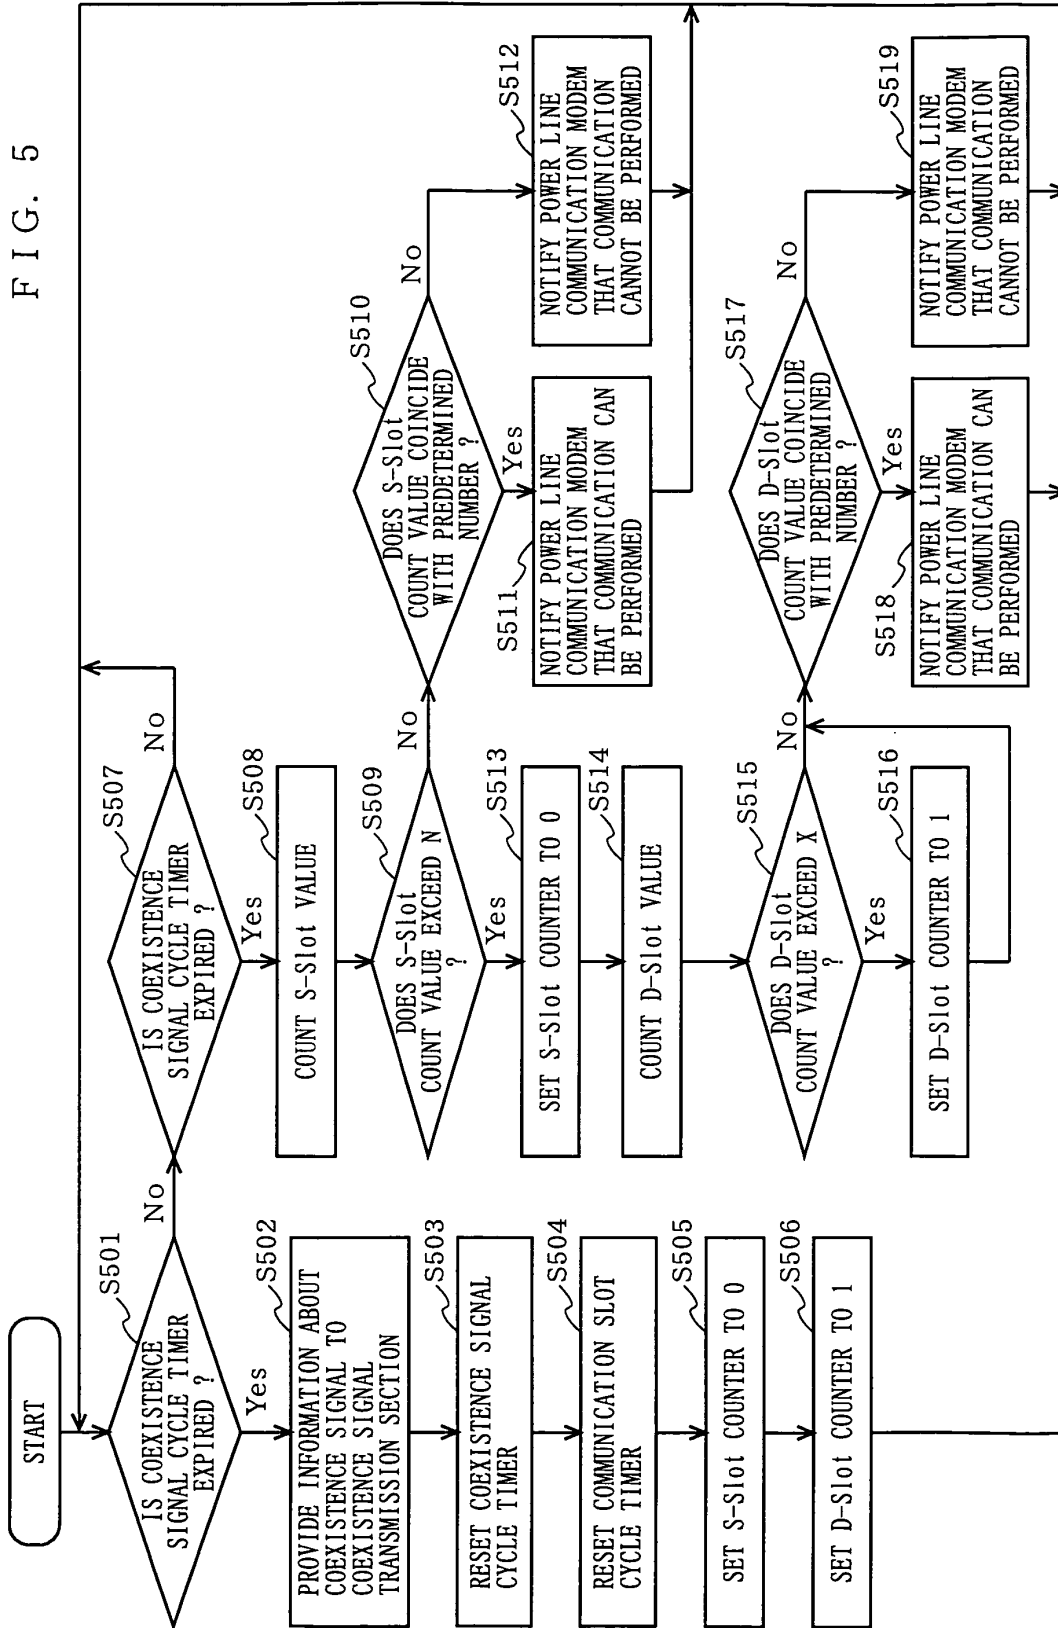 FIG. 5
START
S501
IS COEXISTENCE
SIGNAL CYCLE TIMER
EXPIRED ?
No
Yes
S502
PROVIDE INFORMATION ABOUT
COEXISTENCE SIGNAL TO
COEXISTENCE SIGNAL
TRANSMISSION SECTION
S503
RESET COEXISTENCE SIGNAL
CYCLE TIMER
S504
RESET COMMUNICATION SLOT
CYCLE TIMER
S505
SET S-Slot COUNTER TO 0
S506
SET D-Slot COUNTER TO 1
S507
IS COEXISTENCE
SIGNAL CYCLE TIMER
EXPIRED ?
No
Yes
S508
COUNT S-Slot VALUE
S509
DOES S-Slot
COUNT VALUE EXCEED N
?
No
Yes
S510
DOES S-Slot
COUNT VALUE COINCIDE
WITH PREDETERMINED
NUMBER ?
No
Yes
S511
NOTIFY POWER LINE
COMMUNICATION MODEM
THAT COMMUNICATION CAN
BE PERFORMED
S512
NOTIFY POWER LINE
COMMUNICATION MODEM
THAT COMMUNICATION
CANNOT BE PERFORMED
S513
SET S-Slot COUNTER TO 0
S514
COUNT D-Slot VALUE
S515
DOES D-Slot
COUNT VALUE EXCEED X
?
No
Yes
S516
SET D-Slot COUNTER TO 1
S517
DOES D-Slot
COUNT VALUE COINCIDE
WITH PREDETERMINED
NUMBER ?
No
Yes
S518
NOTIFY POWER LINE
COMMUNICATION MODEM
THAT COMMUNICATION CAN
BE PERFORMED
S519
NOTIFY POWER LINE
COMMUNICATION MODEM
THAT COMMUNICATION
CANNOT BE PERFORMED